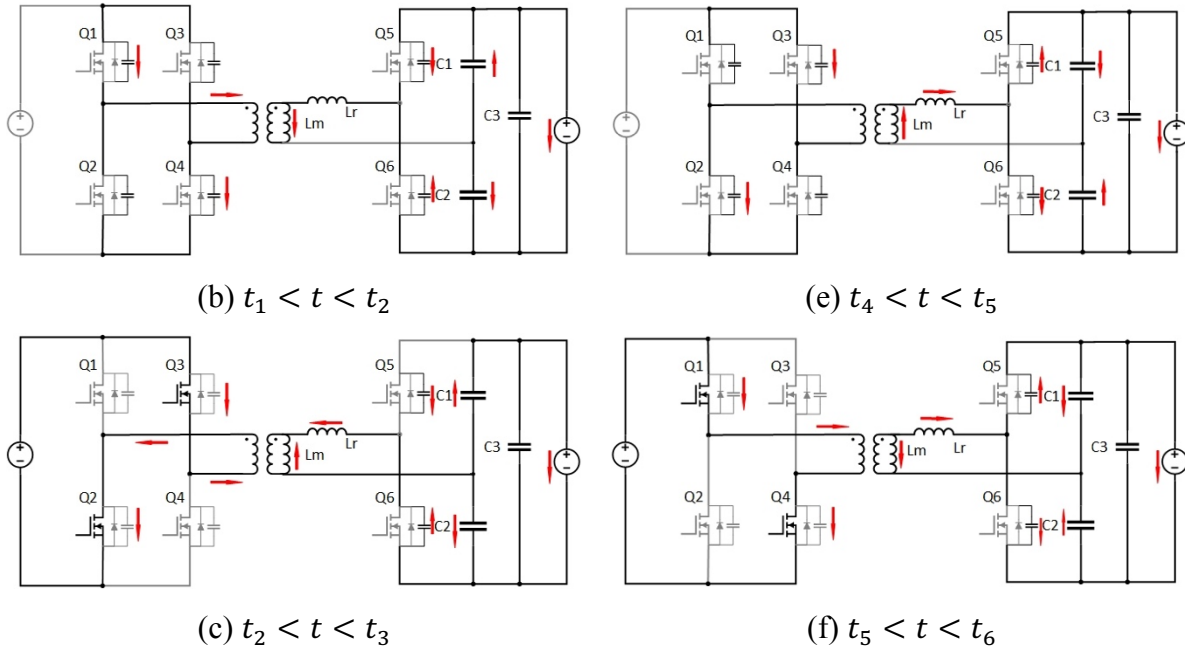 Q1
Q3
Q5
C1
Lr
Lm
C3
Q2
Q4
Q6
C2
(b) 𝑡₁ < 𝑡 < 𝑡₂
Q1
Q3
Q5
C1
Lr
Lm
C3
Q2
Q4
Q6
C2
(e) 𝑡₄ < 𝑡 < 𝑡₅
Q1
Q3
Q5
C1
Lr
Lm
C3
Q2
Q4
Q6
C2
(c) 𝑡₂ < 𝑡 < 𝑡₃
Q1
Q3
Q5
C1
Lr
Lm
C3
Q2
Q4
Q6
C2
(f) 𝑡₅ < 𝑡 < 𝑡₆